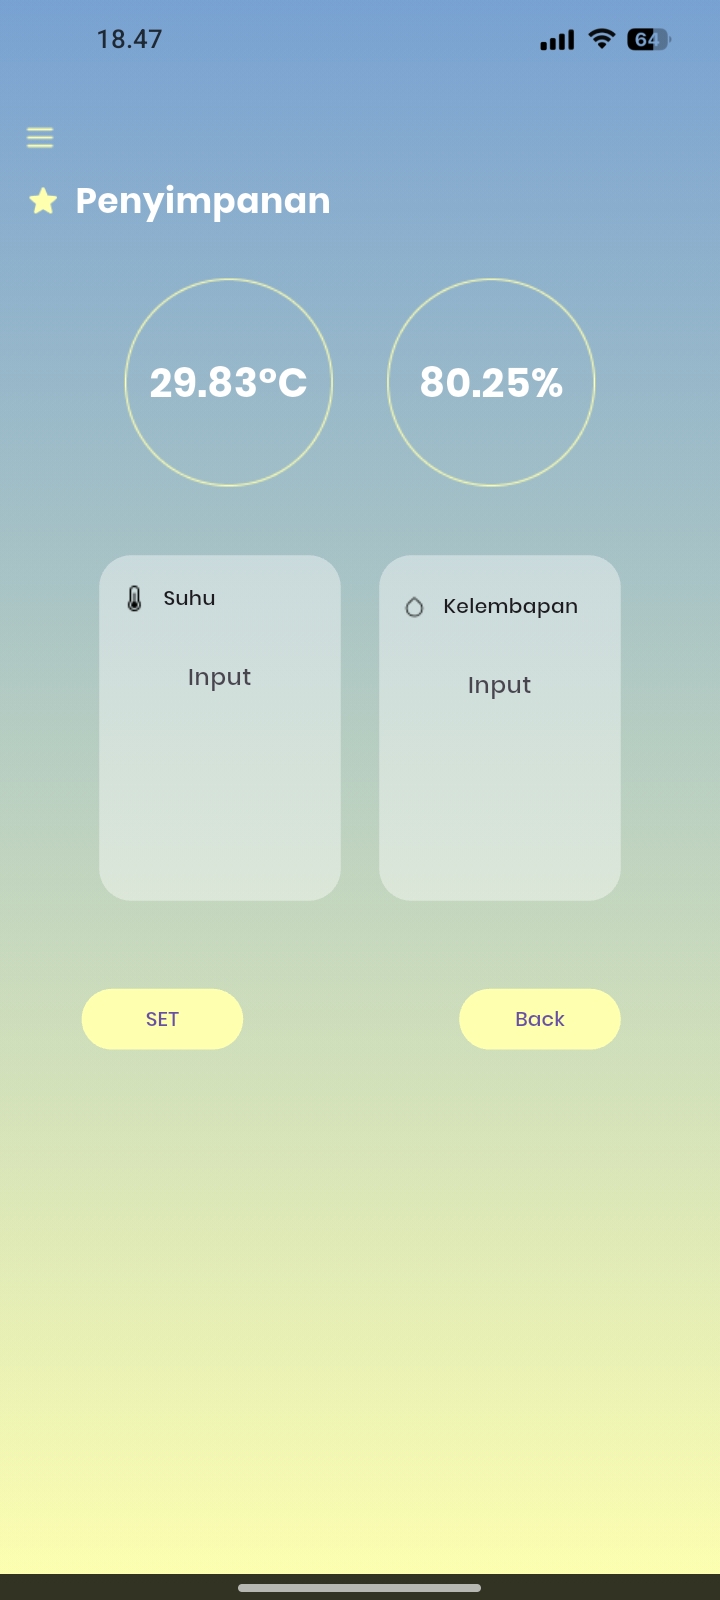 18.47
64
Penyimpanan
29.83°C
80.25%
Suhu
Kelembapan
Input
Input
SET
Back